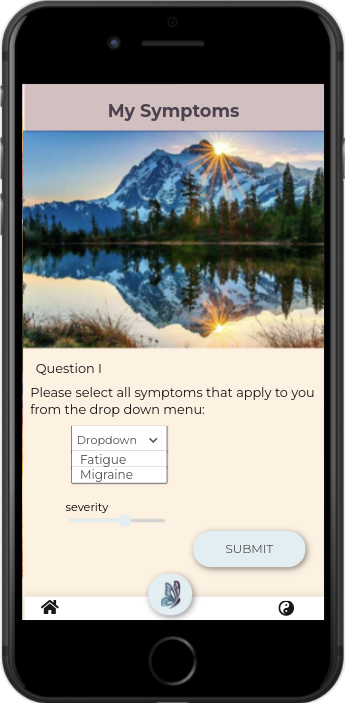 My Symptoms
Question I
Please select all symptoms that apply to you
from the drop down menu:
Dropdown
Fatigue
Migraine
severity
SUBMIT